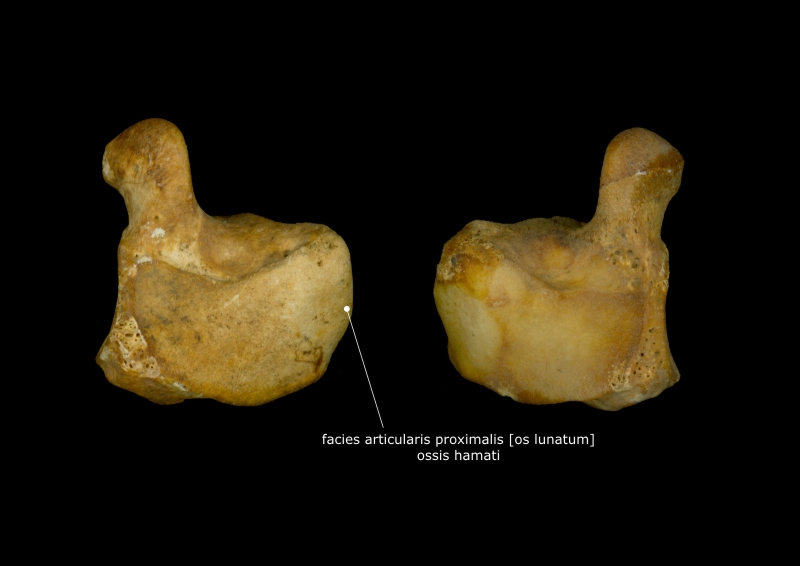 facies articularis proximalis [os lunatum]
ossis hamati